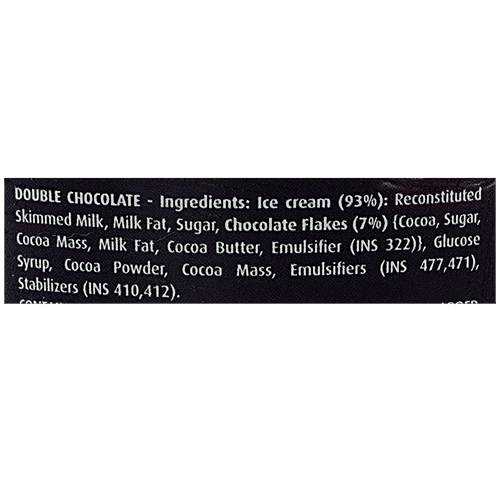 DOUBLE CHOCOLATE - Ingredients: Ice cream (93%): Reconstituted
Skimmed Milk, Milk Fat, Sugar, Chocolate Flakes (7%) {Cocoa, Sugar,
Cocoa Mass, Milk Fat, Cocoa Butter, Emulsifier (INS 322)}, Glucose
Syrup, Cocoa Powder, Cocoa Mass, Emulsifiers (INS 477,471),
Stabilizers (INS 410,412).